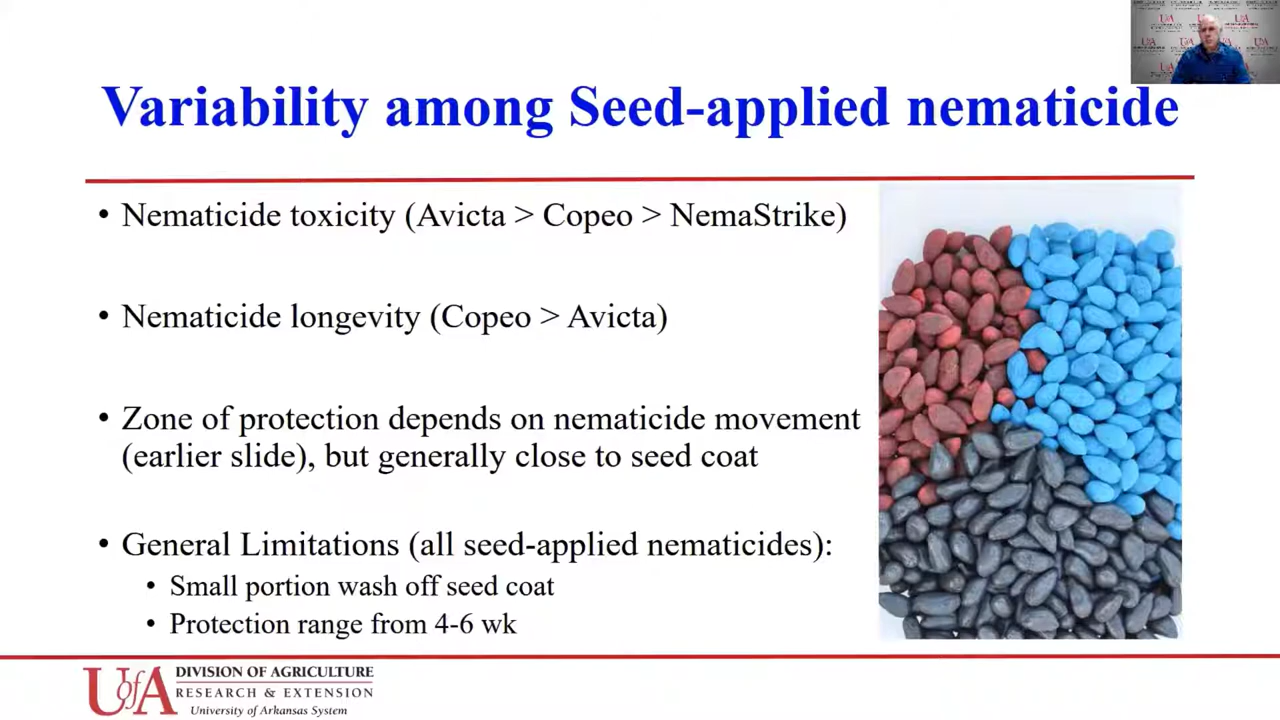 Variability among Seed-applied nematicide
• Nematicide toxicity (Avicta > Copeo > NemaStrike)
• Nematicide longevity (Copeo > Avicta)
• Zone of protection depends on nematicide movement
(earlier slide), but generally close to seed coat
• General Limitations (all seed-applied nematicides):
• Small portion wash off seed coat
• Protection range from 4-6 wk
UofA
DIVISION OF AGRICULTURE
RESEARCH & EXTENSION
University of Arkansas System